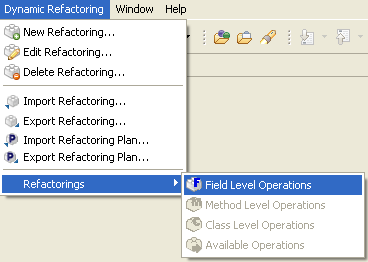 Dynamic Refactoring Window Help
New Refactoring...
Edit Refactoring...
Delete Refactoring...
Import Refactoring...
Export Refactoring...
Import Refactoring Plan...
Export Refactoring Plan...
Refactorings
Field Level Operations
Method Level Operations
Class Level Operations
Available Operations